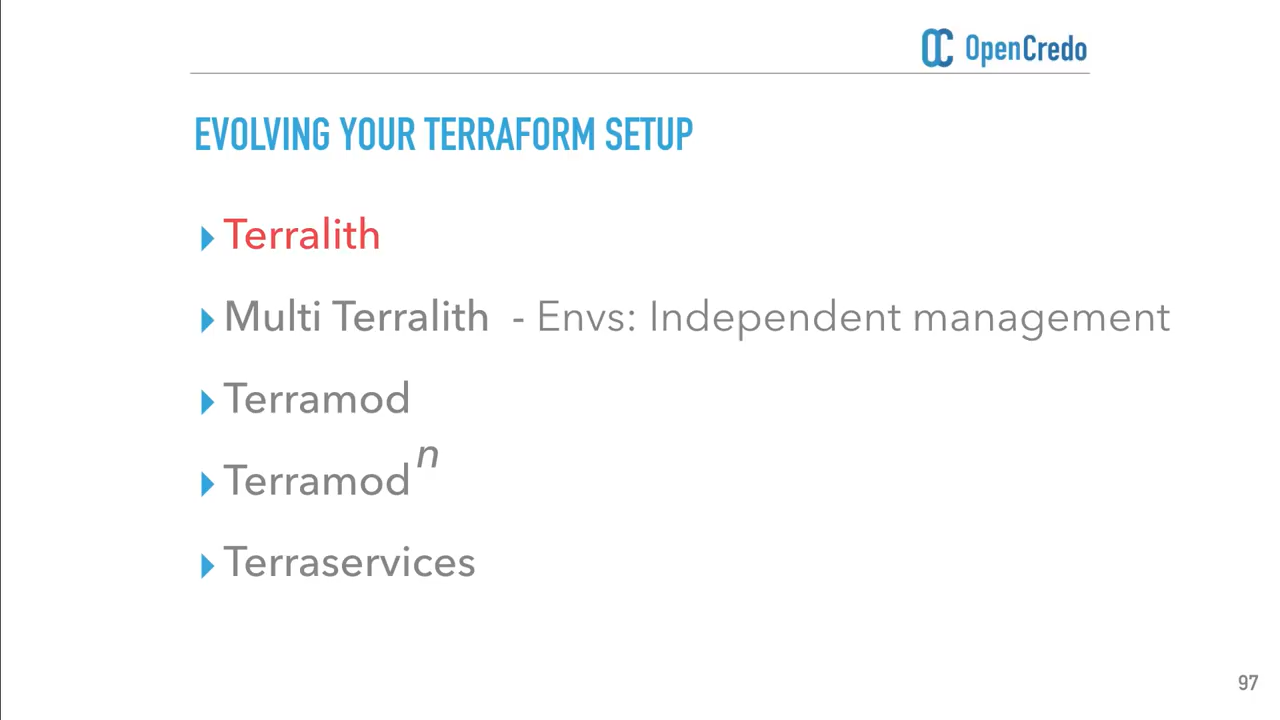 OpenCredo
EVOLVING YOUR TERRAFORM SETUP
Terralith
Multi Terralith - Envs: Independent management
Terramod
Terramod n
Terraservices
97